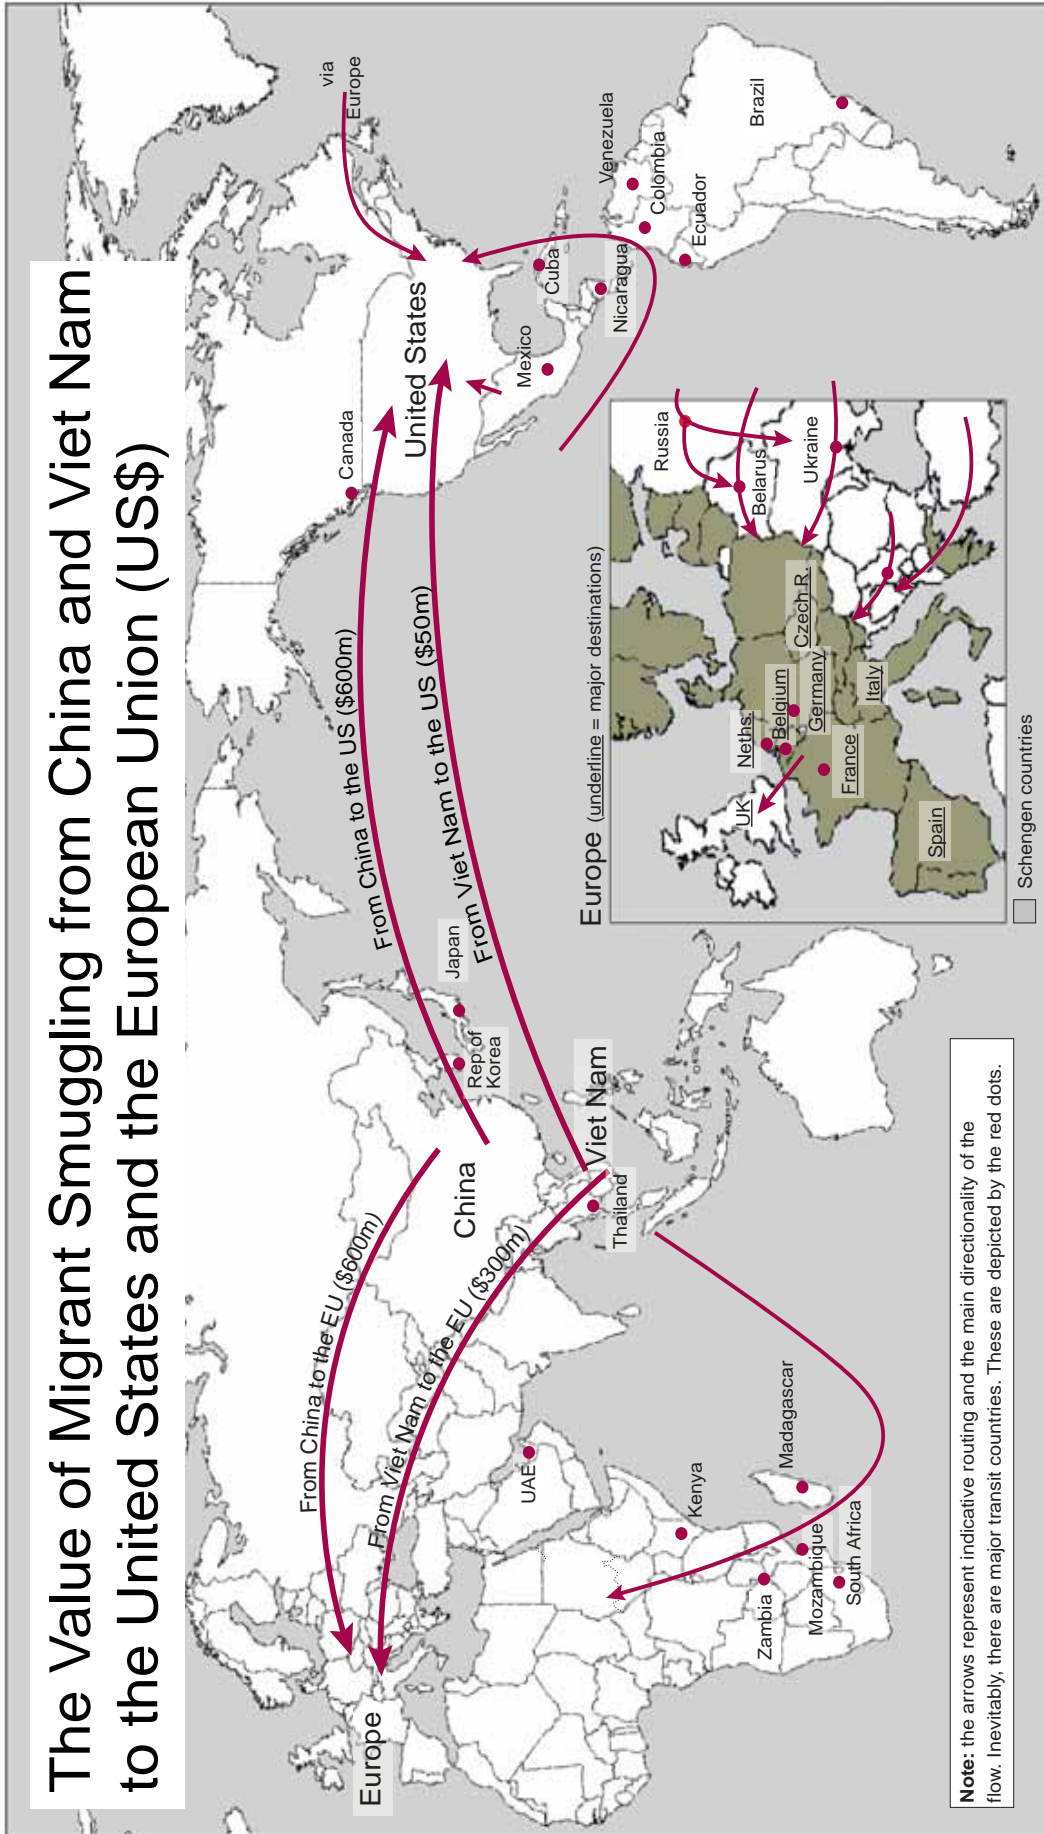 The Value of Migrant Smuggling from China and Viet Nam
to the United States and the European Union (US$)
via
Europe
Canada
United States
Mexico
Cuba
Nicaragua
Venezuela
Colombia
Ecuador
Brazil
From China to the US ($600m)
From Viet Nam to the US ($50m)
Japan
Rep of
Korea
China
Viet Nam
Thailand
From China to the EU ($600m)
From Viet Nam to the EU ($300m)
Europe
UAE
Kenya
Madagascar
Zambia
Mozambique
South Africa
Europe (underline = major destinations)
Russia
Belarus
Ukraine
Czech R.
Neths.
Belgium
Germany
UK
France
Italy
Spain
Schengen countries
Note: the arrows represent indicative routing and the main directionality of the
flow. Inevitably, there are major transit countries. These are depicted by the red dots.